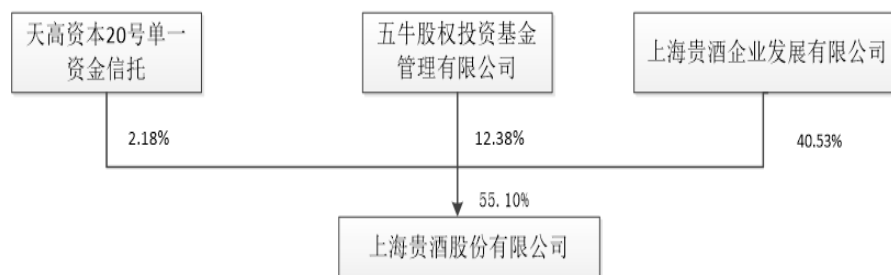 天高资本20号单一
资金信托
五牛股权投资基金
管理有限公司
上海贵酒企业发展有限公司
2.18%
12.38%
40.53%
55.10%
上海贵酒股份有限公司